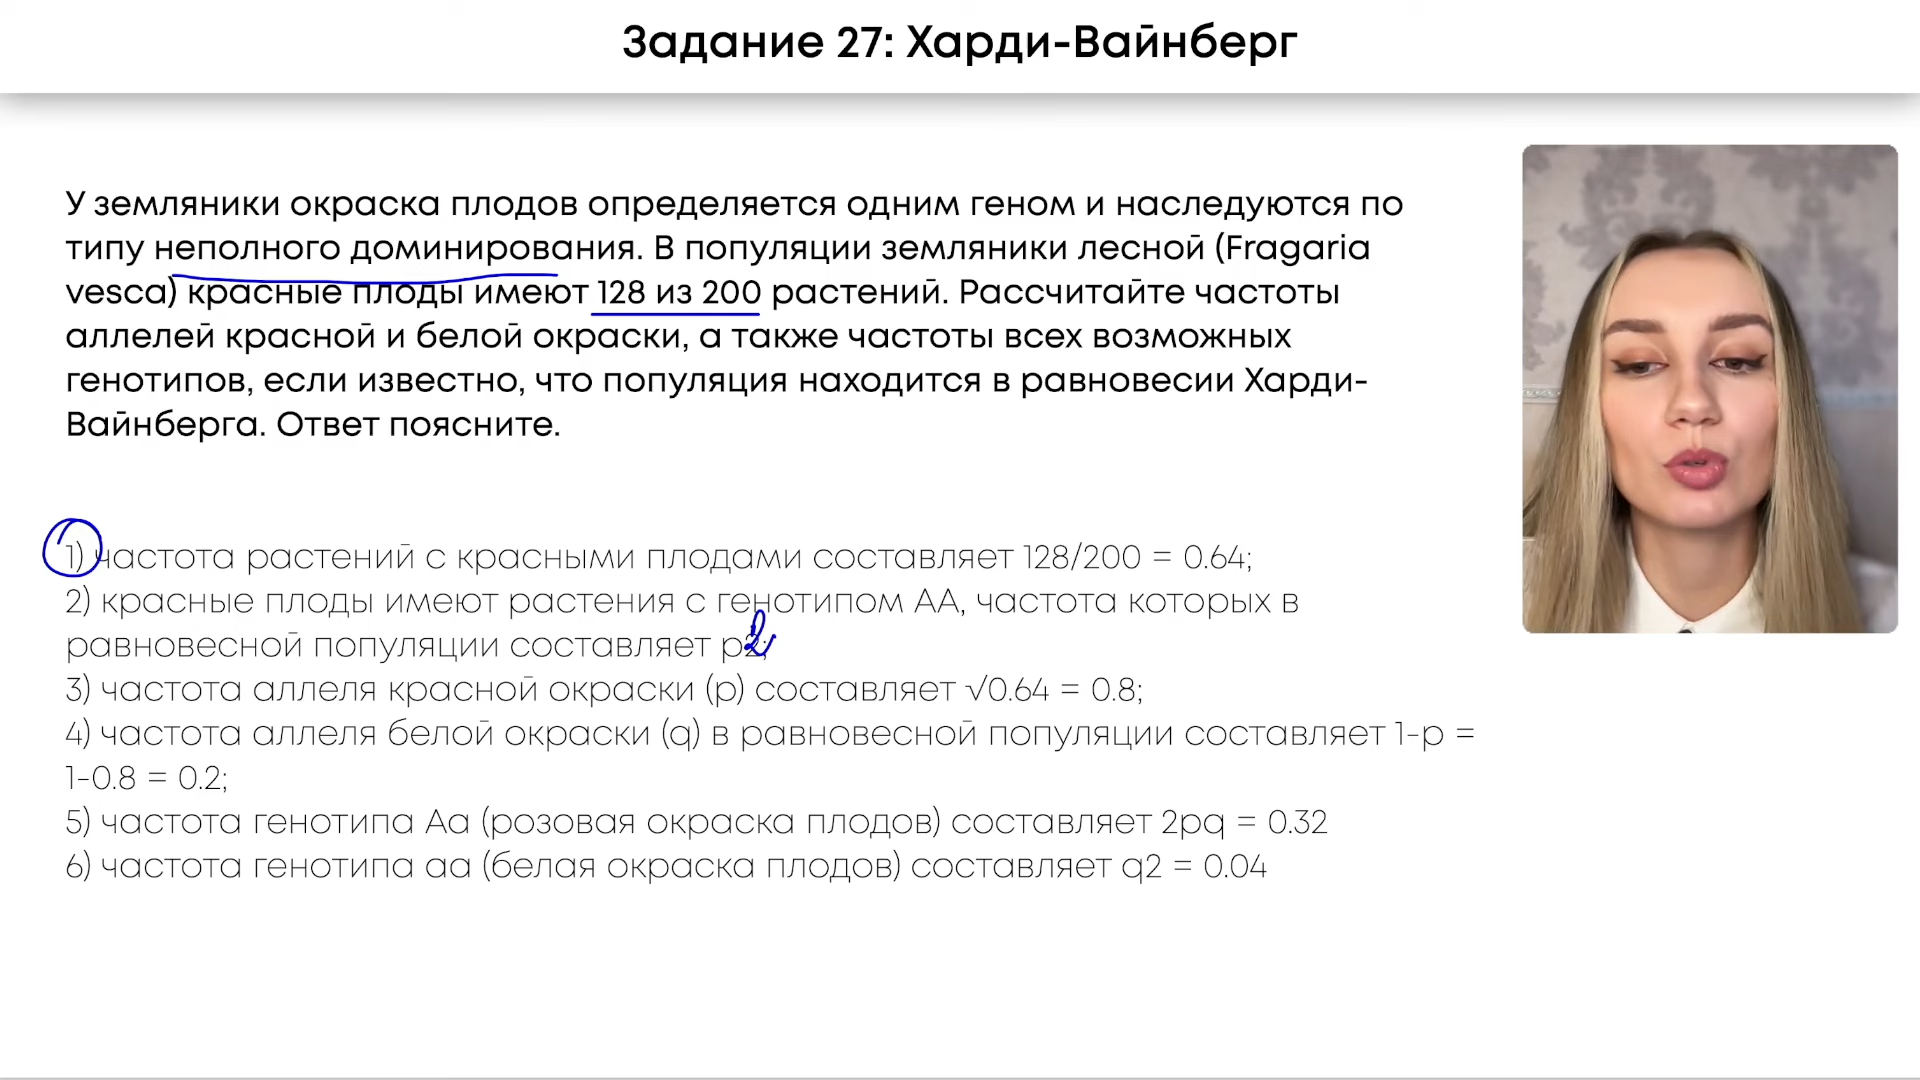 Задание 27: Харди-Вайнберг
У земляники окраска плодов определяется одним геном и наследуются по
типу неполного доминирования. В популяции земляники лесной (Fragaria
vesca) красные плоды имеют 128 из 200 растений. Рассчитайте частоты
аллелей красной и белой окраски, а также частоты всех возможных
генотипов, если известно, что популяция находится в равновесии Харди-
Вайнберга. Ответ поясните.
1) частота растений с красными плодами составляет 128/200 = 0.64;
2) красные плоды имеют растения с генотипом АА, частота которых в
равновесной популяции составляет p2;
3) частота аллеля красной окраски (p) составляет √0.64 = 0.8;
4) частота аллеля белой окраски (q) в равновесной популяции составляет 1-p =
1-0.8 = 0.2;
5) частота генотипа Аа (розовая окраска плодов) составляет 2pq = 0.32
6) частота генотипа аа (белая окраска плодов) составляет q2 = 0.04